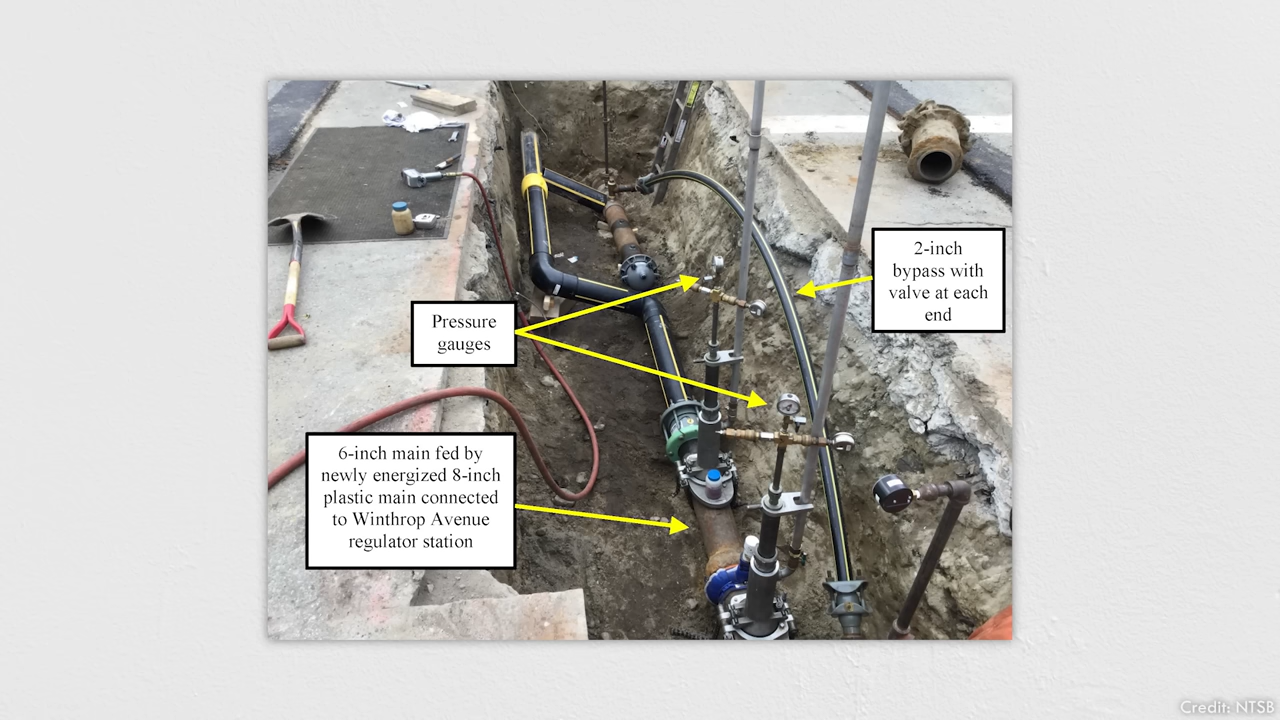 2-inch
bypass with
valve at each
end
Pressure
gauges
6-inch main fed by
newly energized 8-inch
plastic main connected
to Winthrop Avenue
regulator station
Credit: NTSB